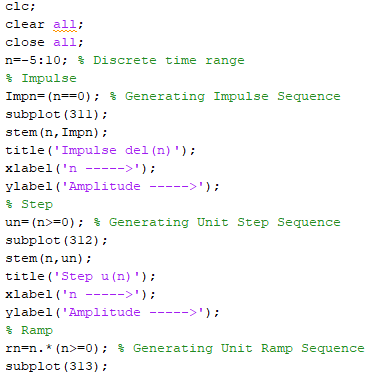 clc;
clear all;
close all;
n=-5:10; % Discrete time range
% Impulse
Impn=(n==0); % Generating Impulse Sequence
subplot(311);
stem(n,Impn);
title('Impulse del(n)');
xlabel('n ----->');
ylabel('Amplitude ----->');
% Step
un=(n>=0); % Generating Unit Step Sequence
subplot(312);
stem(n,un);
title('Step u(n)');
xlabel('n ----->');
ylabel('Amplitude ----->');
% Ramp
rn=n.*(n>=0); % Generating Unit Ramp Sequence
subplot(313);